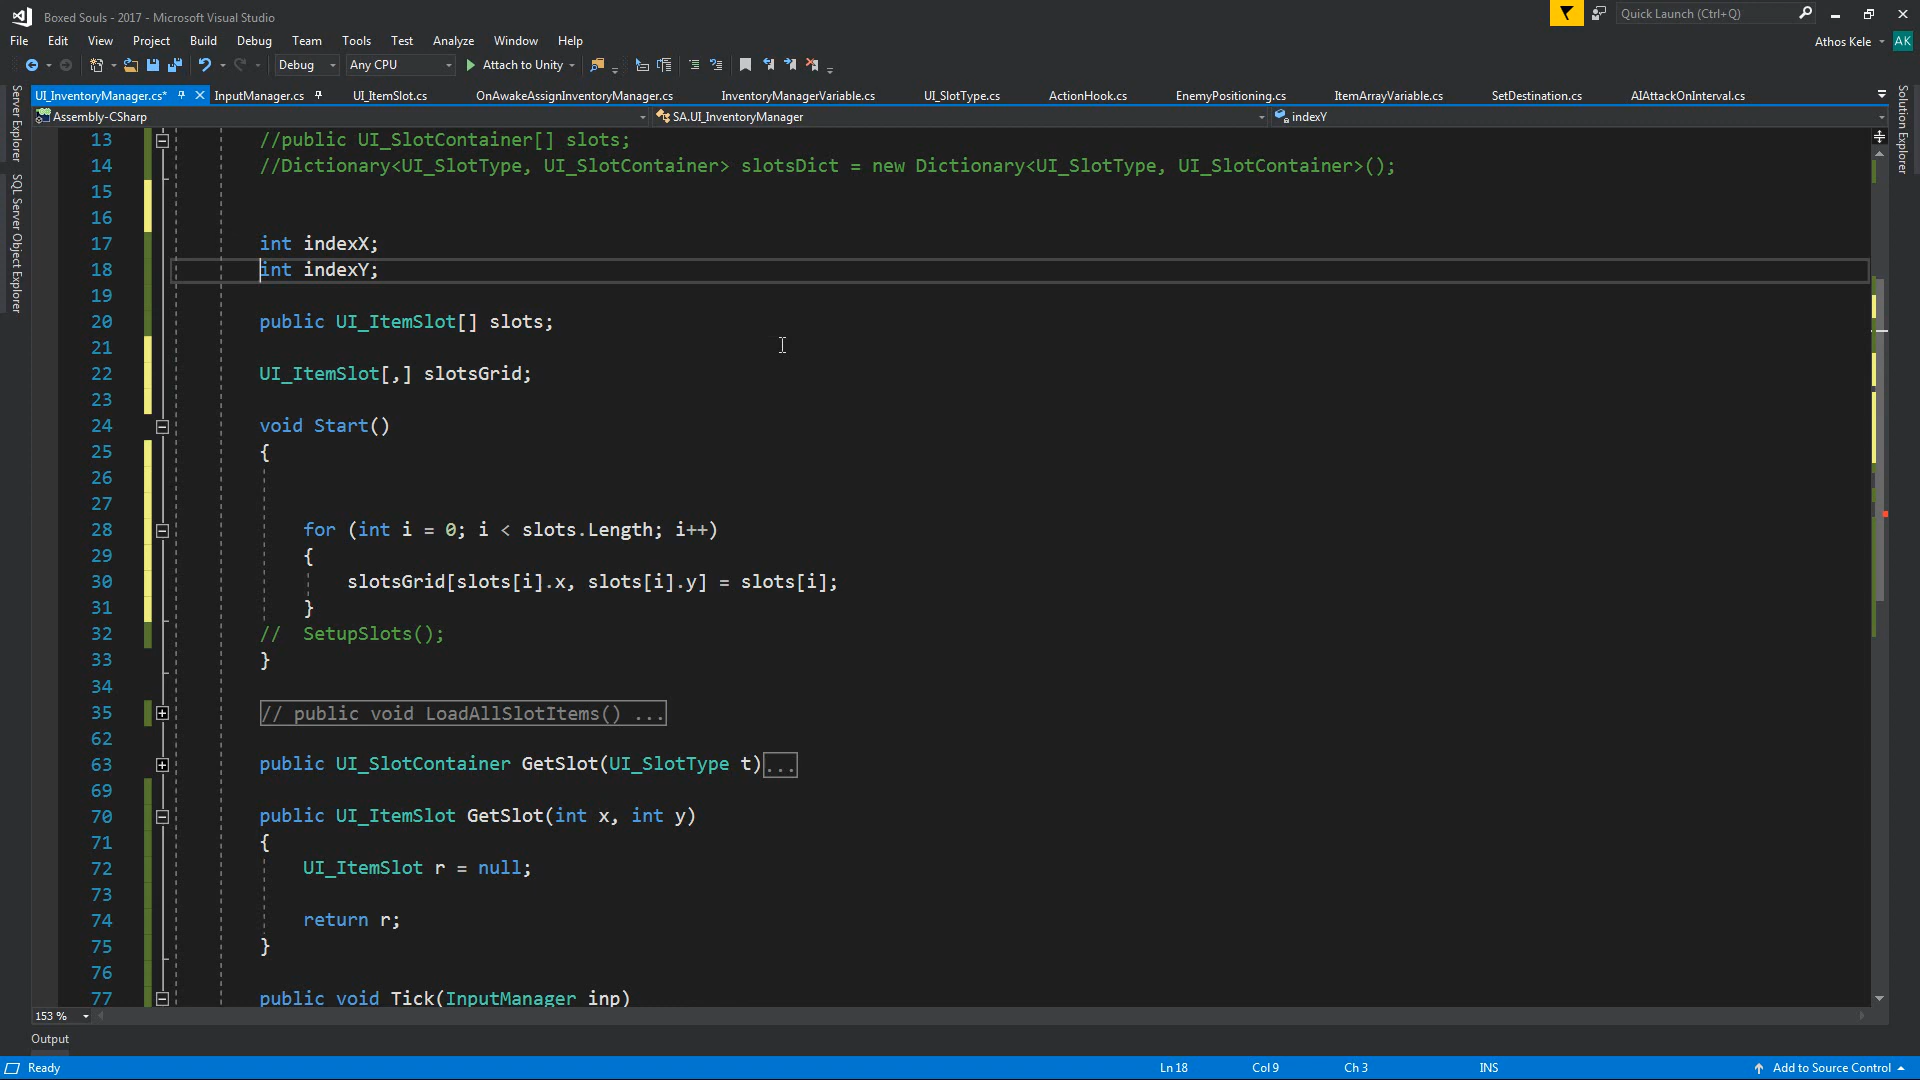 Boxed Souls - 2017 - Microsoft Visual Studio
Quick Launch (Ctrl+Q)
File Edit View Project Build Debug Team Tools Test Analyze Window Help
Athos Kele AK
Debug Any CPU Attach to Unity
UI_InventoryManager.cs* InputManager.cs UI_ItemSlot.cs OnAwakeAssignInventoryManager.cs InventoryManagerVariable.cs UI_SlotType.cs ActionHook.cs EnemyPositioning.cs ItemArrayVariable.cs SetDestination.cs AIAttackOnInterval.cs
Assembly-CSharp SA.UI_InventoryManager indexY
Server Explorer
SQL Server Object Explorer
Solution Explorer
13 //public UI_SlotContainer[] slots;
14 //Dictionary<UI_SlotType, UI_SlotContainer> slotsDict = new Dictionary<UI_SlotType, UI_SlotContainer>();
15
16
17 int indexX;
18 int indexY;
19
20 public UI_ItemSlot[] slots;
21
22 UI_ItemSlot[,] slotsGrid;
23
24 void Start()
25 {
26
27
28 for (int i = 0; i < slots.Length; i++)
29 {
30 slotsGrid[slots[i].x, slots[i].y] = slots[i];
31 }
32 // SetupSlots();
33 }
34
35 // public void LoadAllSlotItems() ...
62
63 public UI_SlotContainer GetSlot(UI_SlotType t)...
69
70 public UI_ItemSlot GetSlot(int x, int y)
71 {
72 UI_ItemSlot r = null;
73
74 return r;
75 }
76
77 public void Tick(InputManager inp)
153 %
Output
Ready Ln 18 Col 9 Ch 3 INS Add to Source Control